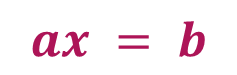 ax = b